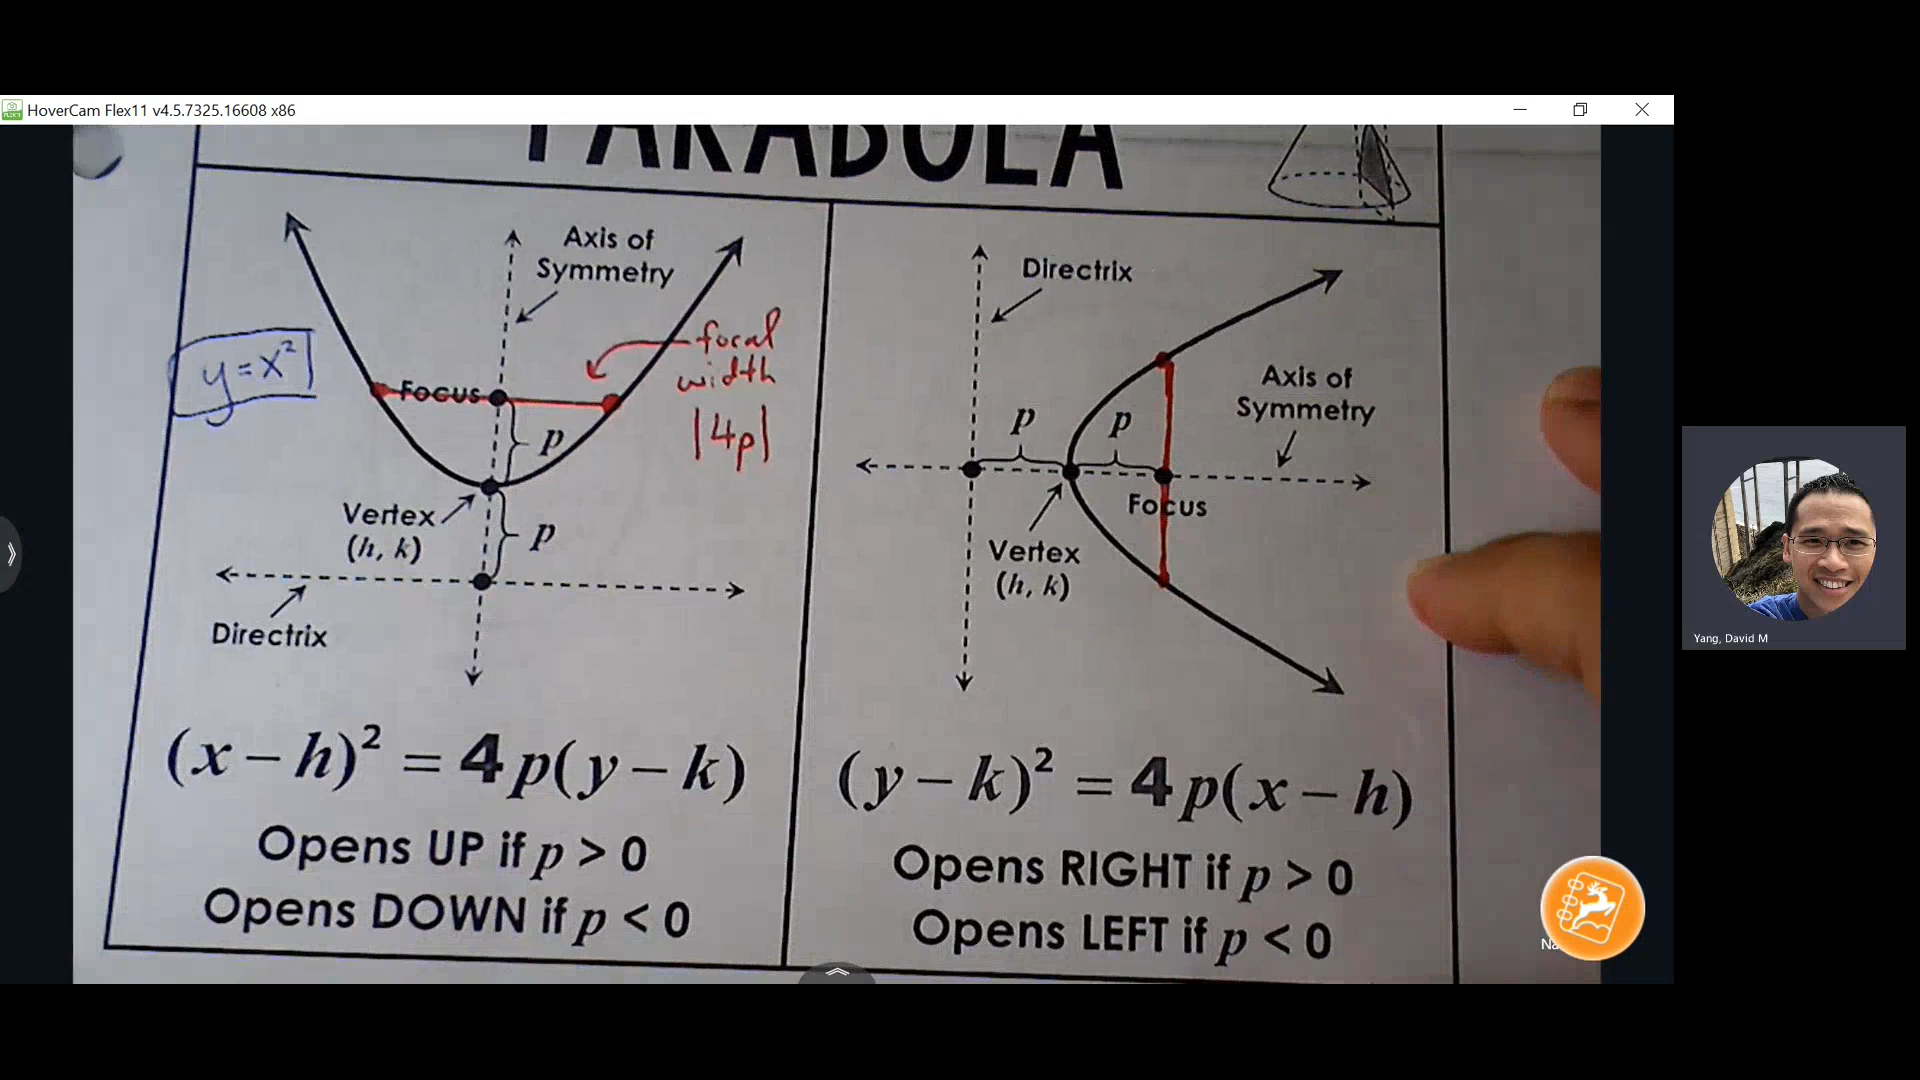 HoverCam Flex11 v4.5.7325.16608 x86
PARABOLA
Axis of
Symmetry
focal
width
|4p|
y=x²
Focus
p
Vertex
(h, k)
p
Directrix
(x – h)² = 4p(y – k)
Opens UP if p > 0
Opens DOWN if p < 0
Directrix
Axis of
Symmetry
p
p
Focus
Vertex
(h, k)
(y – k)² = 4p(x – h)
Opens RIGHT if p > 0
Opens LEFT if p < 0
Yang, David M